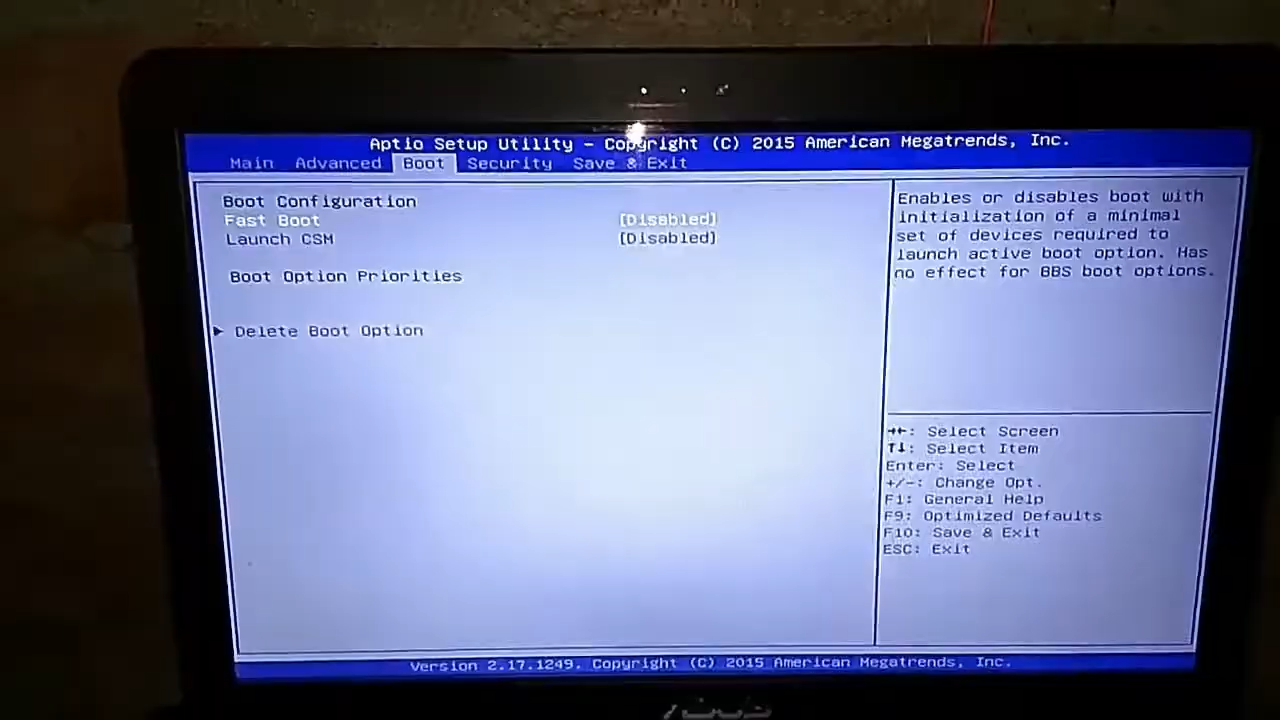 Aptio Setup Utility – Copyright (C) 2015 American Megatrends, Inc.
Main Advanced Boot Security Save & Exit
Boot Configuration
Fast Boot [Disabled]
Launch CSM [Disabled]
Boot Option Priorities
▶ Delete Boot Option
Enables or disables boot with
initialization of a minimal
set of devices required to
launch active boot option. Has
no effect for BBS boot options.
→←: Select Screen
↑↓: Select Item
Enter: Select
+/-: Change Opt.
F1: General Help
F9: Optimized Defaults
F10: Save & Exit
ESC: Exit
Version 2.17.1249. Copyright (C) 2015 American Megatrends, Inc.